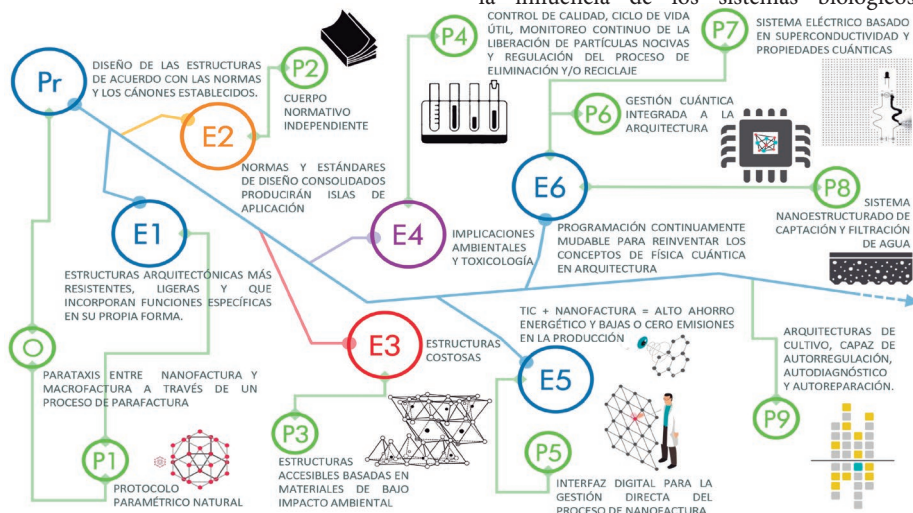 la influencia de los sistemas biológicos
Pr
DISEÑO DE LAS ESTRUCTURAS
DE ACUERDO CON LAS NORMAS
Y LOS CÁNONES ESTABLECIDOS.
P2
CUERPO
NORMATIVO
INDEPENDIENTE
E2
NORMAS Y ESTÁNDARES
DE DISEÑO CONSOLIDADOS
PRODUCIRÁN ISLAS DE
APLICACIÓN
P4
CONTROL DE CALIDAD, CICLO DE VIDA
ÚTIL, MONITOREO CONTINUO DE LA
LIBERACIÓN DE PARTÍCULAS NOCIVAS
Y REGULACIÓN DEL PROCESO DE
ELIMINACIÓN Y/O RECICLAJE
P7
SISTEMA ELÉCTRICO BASADO
EN SUPERCONDUCTIVIDAD Y
PROPIEDADES CUÁNTICAS
P6
GESTIÓN CUÁNTICA
INTEGRADA A LA
ARQUITECTURA
E6
P8
SISTEMA
NANOESTRUCTURADO DE
CAPTACIÓN Y FILTRACIÓN
DE AGUA
PROGRAMACIÓN CONTINUAMENTE
MUDABLE PARA REINVENTAR LOS
CONCEPTOS DE FÍSICA CUÁNTICA
EN ARQUITECTURA
E1
ESTRUCTURAS ARQUITECTÓNICAS MÁS
RESISTENTES, LIGERAS Y QUE
INCORPORAN FUNCIONES ESPECÍFICAS
EN SU PROPIA FORMA.
E4
IMPLICACIONES
AMBIENTALES
Y TOXICOLOGÍA
O
PARATAXIS ENTRE NANOFACTURA Y
MACROFACTURA A TRAVÉS DE UN
PROCESO DE PARAFACTURA
E3
ESTRUCTURAS
COSTOSAS
TIC + NANOFACTURA = ALTO AHORRO
ENERGÉTICO Y BAJAS O CERO EMISIONES
EN LA PRODUCCIÓN
E5
ARQUITECTURAS DE
CULTIVO, CAPAZ DE
AUTORREGULACIÓN,
AUTODIAGNÓSTICO
Y AUTOREPARACIÓN.
P9
P1
PROTOCOLO
PARAMÉTRICO NATURAL
P3
ESTRUCTURAS
ACCESIBLES BASADAS EN
MATERIALES DE BAJO
IMPACTO AMBIENTAL
P5
INTERFAZ DIGITAL PARA LA
GESTIÓN DIRECTA DEL
PROCESO DE NANOFACTURA